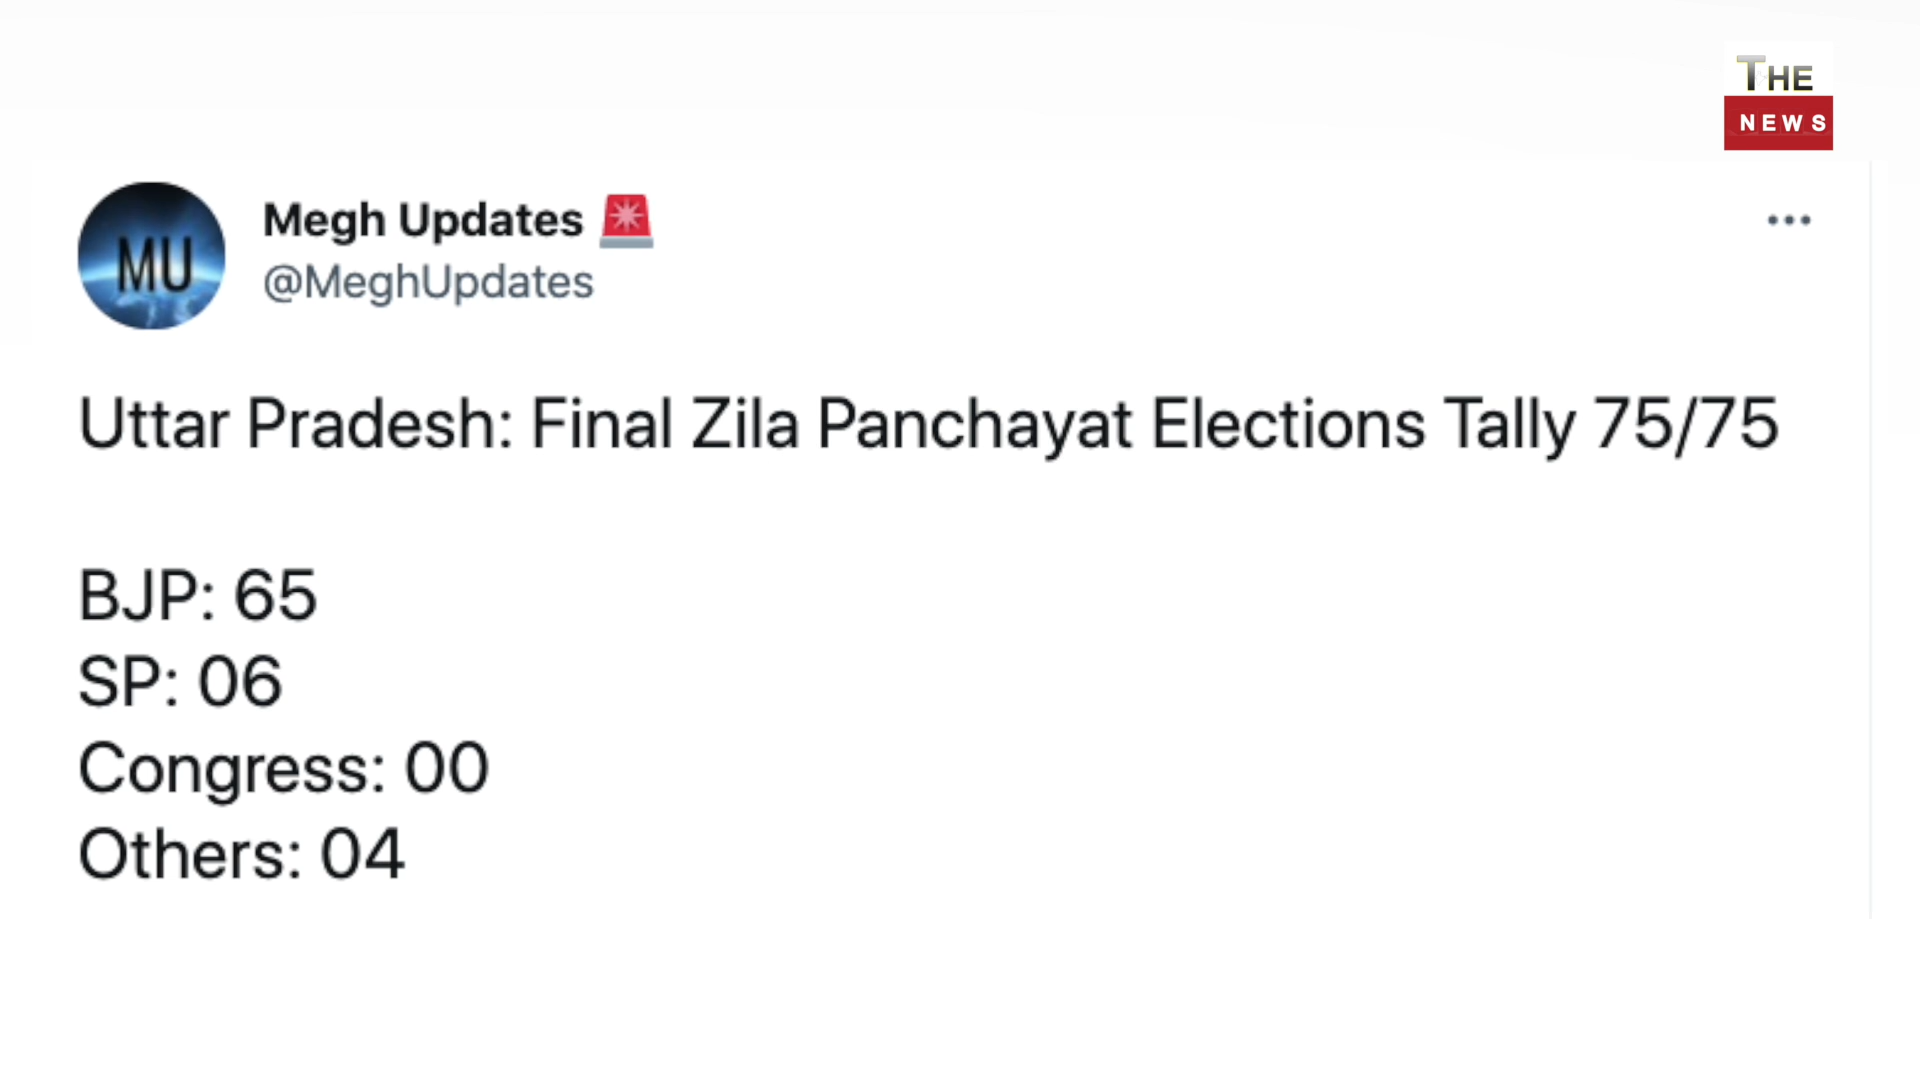 THE
NEWS
MU
Megh Updates 🚨
@MeghUpdates
Uttar Pradesh: Final Zila Panchayat Elections Tally 75/75
BJP: 65
SP: 06
Congress: 00
Others: 04